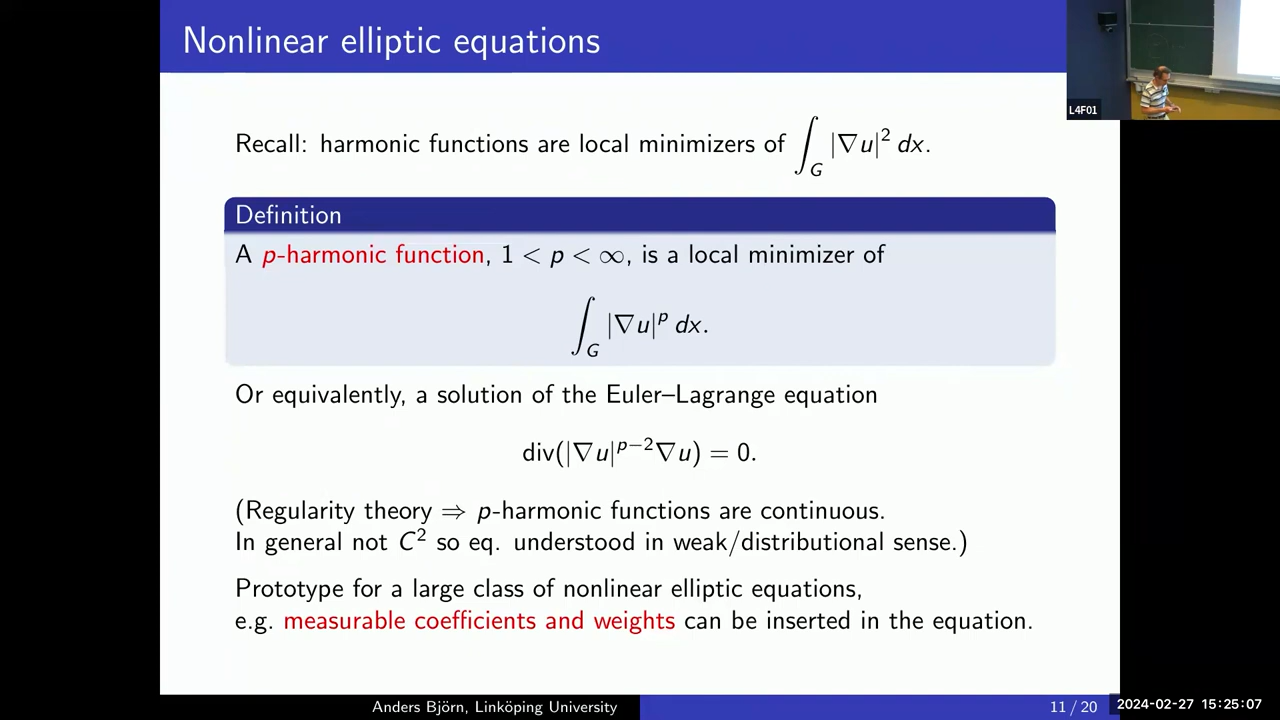 Nonlinear elliptic equations
L4F01
Recall: harmonic functions are local minimizers of ∫_G |∇u|² dx.
Definition
A p-harmonic function, 1 < p < ∞, is a local minimizer of
∫_G |∇u|^p dx.
Or equivalently, a solution of the Euler–Lagrange equation
div(|∇u|^{p−2}∇u) = 0.
(Regularity theory ⇒ p-harmonic functions are continuous.
In general not C² so eq. understood in weak/distributional sense.)
Prototype for a large class of nonlinear elliptic equations,
e.g. measurable coefficients and weights can be inserted in the equation.
Anders Björn, Linköping University
11 / 20
2024-02-27 15:25:07